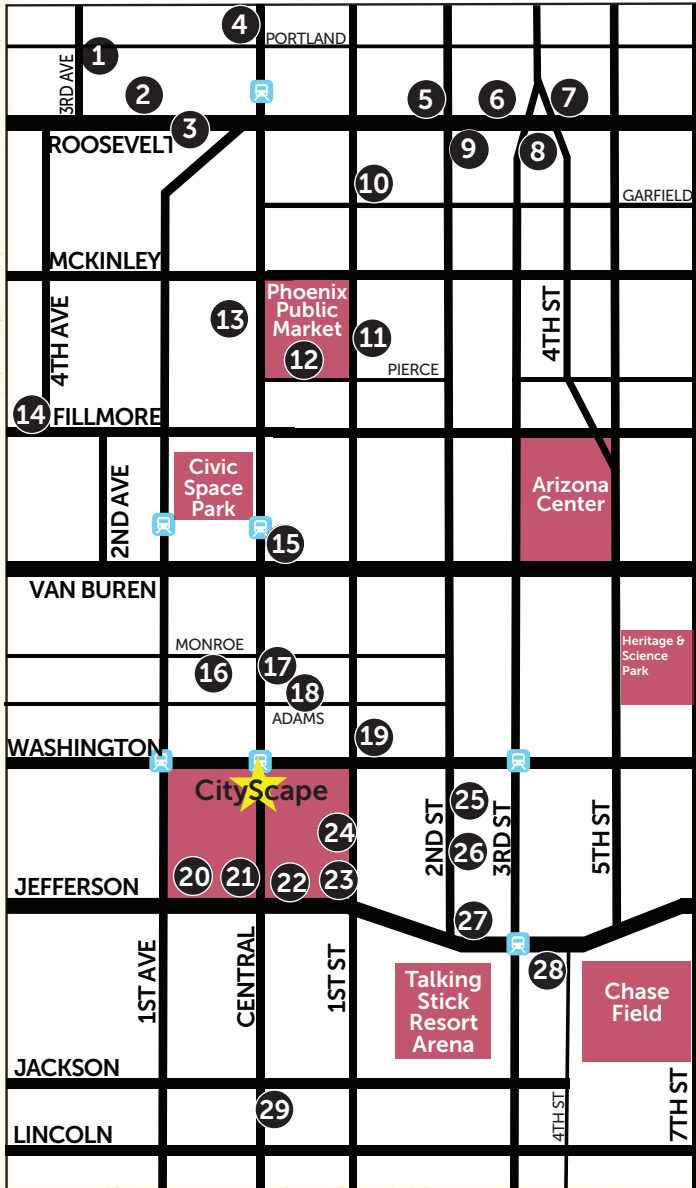 4
PORTLAND
1
3RD AVE
2
5
6
7
3
ROOSEVELT
9
8
10
GARFIELD
MCKINLEY
Phoenix
Public
Market
13
11
12
4TH AVE
4TH ST
PIERCE
14
FILLMORE
Civic
Space
Park
2ND AVE
Arizona
Center
15
VAN BUREN
MONROE
16
17
18
ADAMS
Heritage &
Science
Park
19
WASHINGTON
CityScape
25
24
26
2ND ST
3RD ST
5TH ST
20
21
22
23
JEFFERSON
27
1ST AVE
CENTRAL
1ST ST
28
Talking
Stick
Resort
Arena
Chase
Field
JACKSON
29
4TH ST
7TH ST
LINCOLN